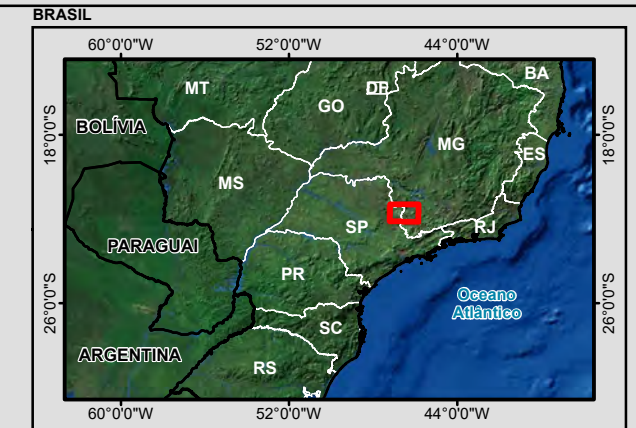 BRASIL
60°0'0"W 52°0'0"W 44°0'0"W
BA
MT
DF
GO
BOLÍVIA
18°0'0"S
18°0'0"S
MG
ES
MS
SP
RJ
PARAGUAI
PR
Oceano
Atlântico
26°0'0"S
26°0'0"S
SC
ARGENTINA
RS
60°0'0"W 52°0'0"W 44°0'0"W